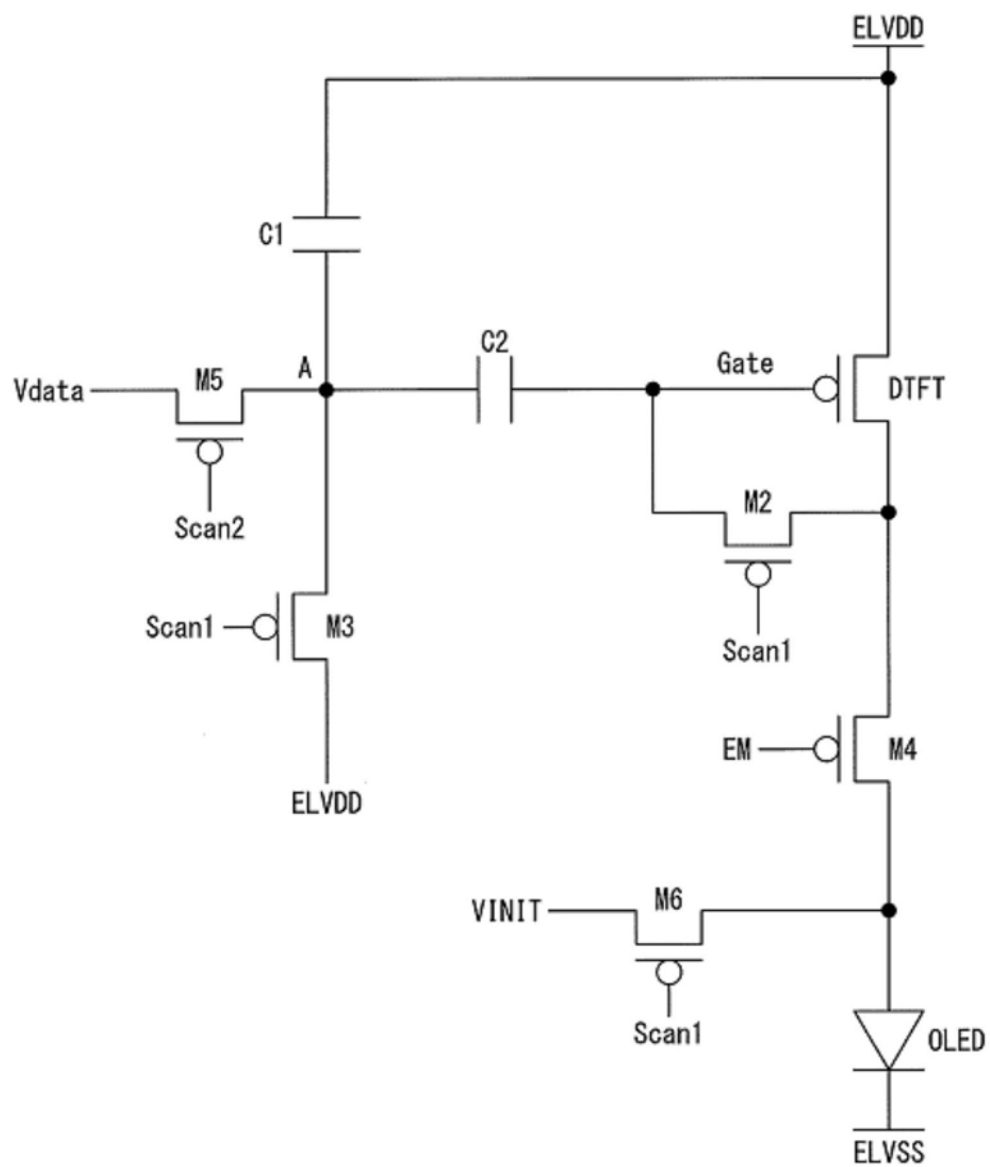 ELVDD
C1
C2
A
M5
Gate
Vdata
DTFT
M2
Scan2
Scan1
M3
Scan1
EM
M4
ELVDD
M6
VINIT
Scan1
OLED
ELVSS